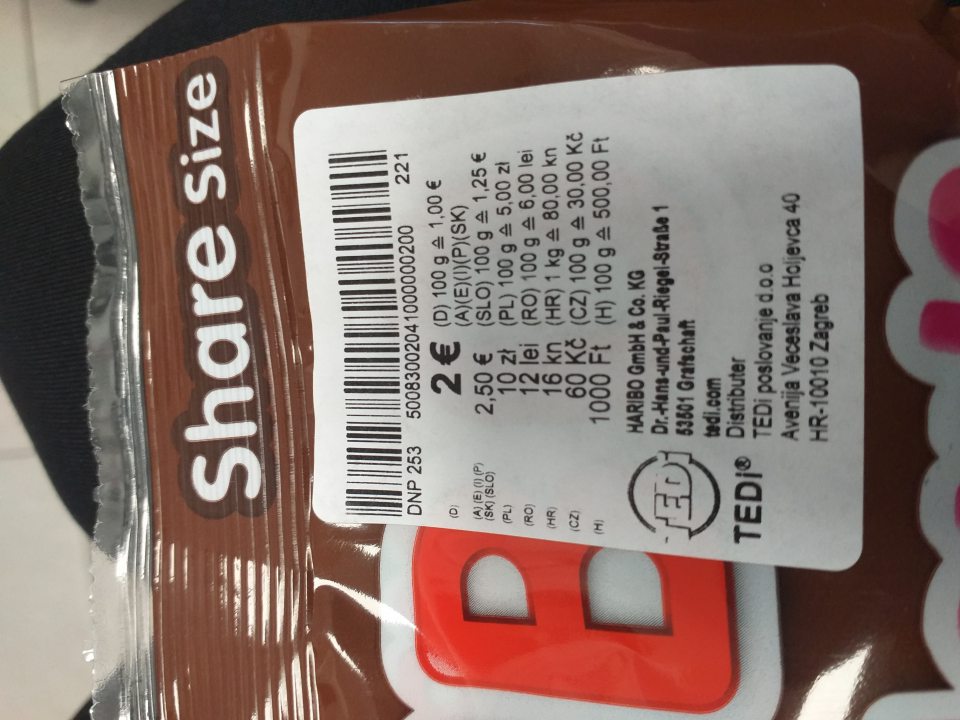 Share Size
DNP 253 50083002041000000200 221
(D) 2 € (D) 100 g ≙ 1,00 €
(A) (E) (I) (P) (SK) (SLO) 2,50 € (A)(E)(I)(P)(SK) (SLO) 100 g ≙ 1,25 €
(PL) 10 zł (PL) 100 g ≙ 5,00 zł
(RO) 12 lei (RO) 100 g ≙ 6,00 lei
(HR) 16 kn (HR) 1 kg ≙ 80,00 kn
(CZ) 60 Kč (CZ) 100 g ≙ 30,00 Kč
(H) 1000 Ft (H) 100 g ≙ 500,00 Ft
HARIBO GmbH & Co. KG
Dr.-Hans-und-Paul-Riegel-Straße 1
53501 Grafschaft
tedi.com
Distributer
TEDi poslovanje d.o.o
Avenija Veceslava Holjevca 40
HR-10010 Zagreb
TEDi
TEDi®
B